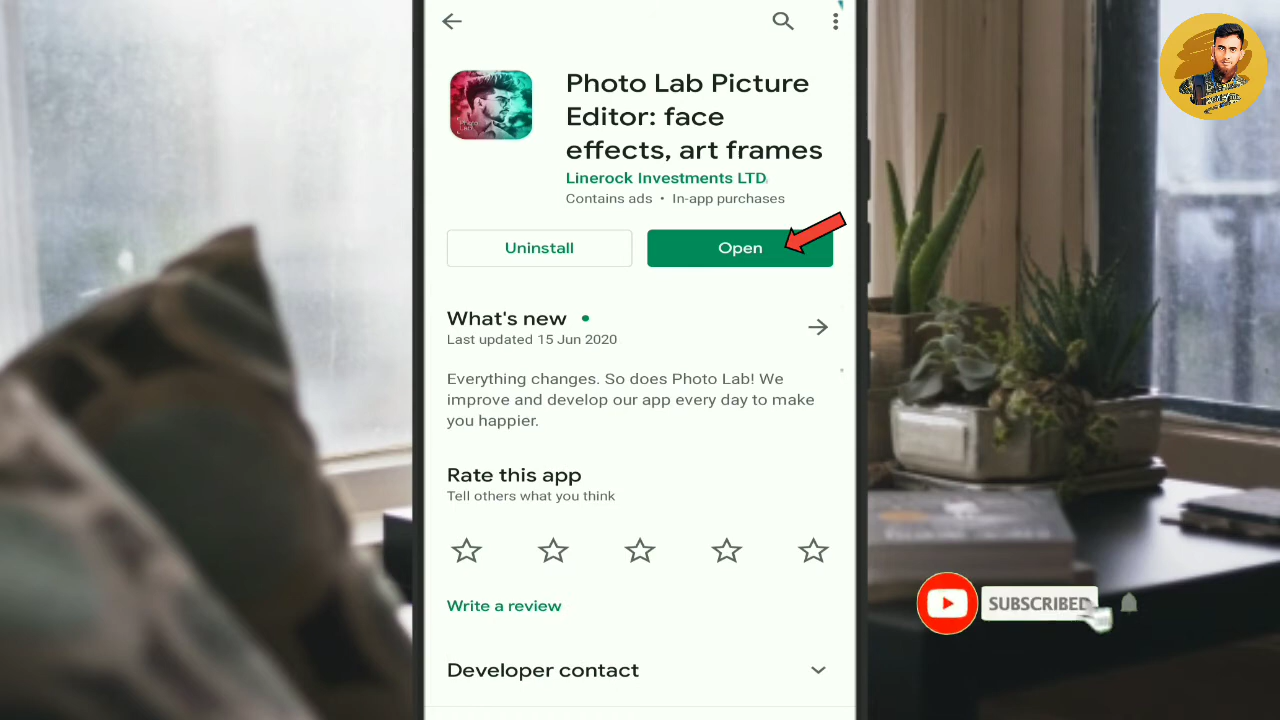 Photo Lab Picture
Editor: face
effects, art frames
Linerock Investments LTD
Contains ads • In-app purchases
Uninstall
Open
What's new
Last updated 15 Jun 2020
Everything changes. So does Photo Lab! We
improve and develop our app every day to make
you happier.
Rate this app
Tell others what you think
Write a review
Developer contact
SUBSCRIBED